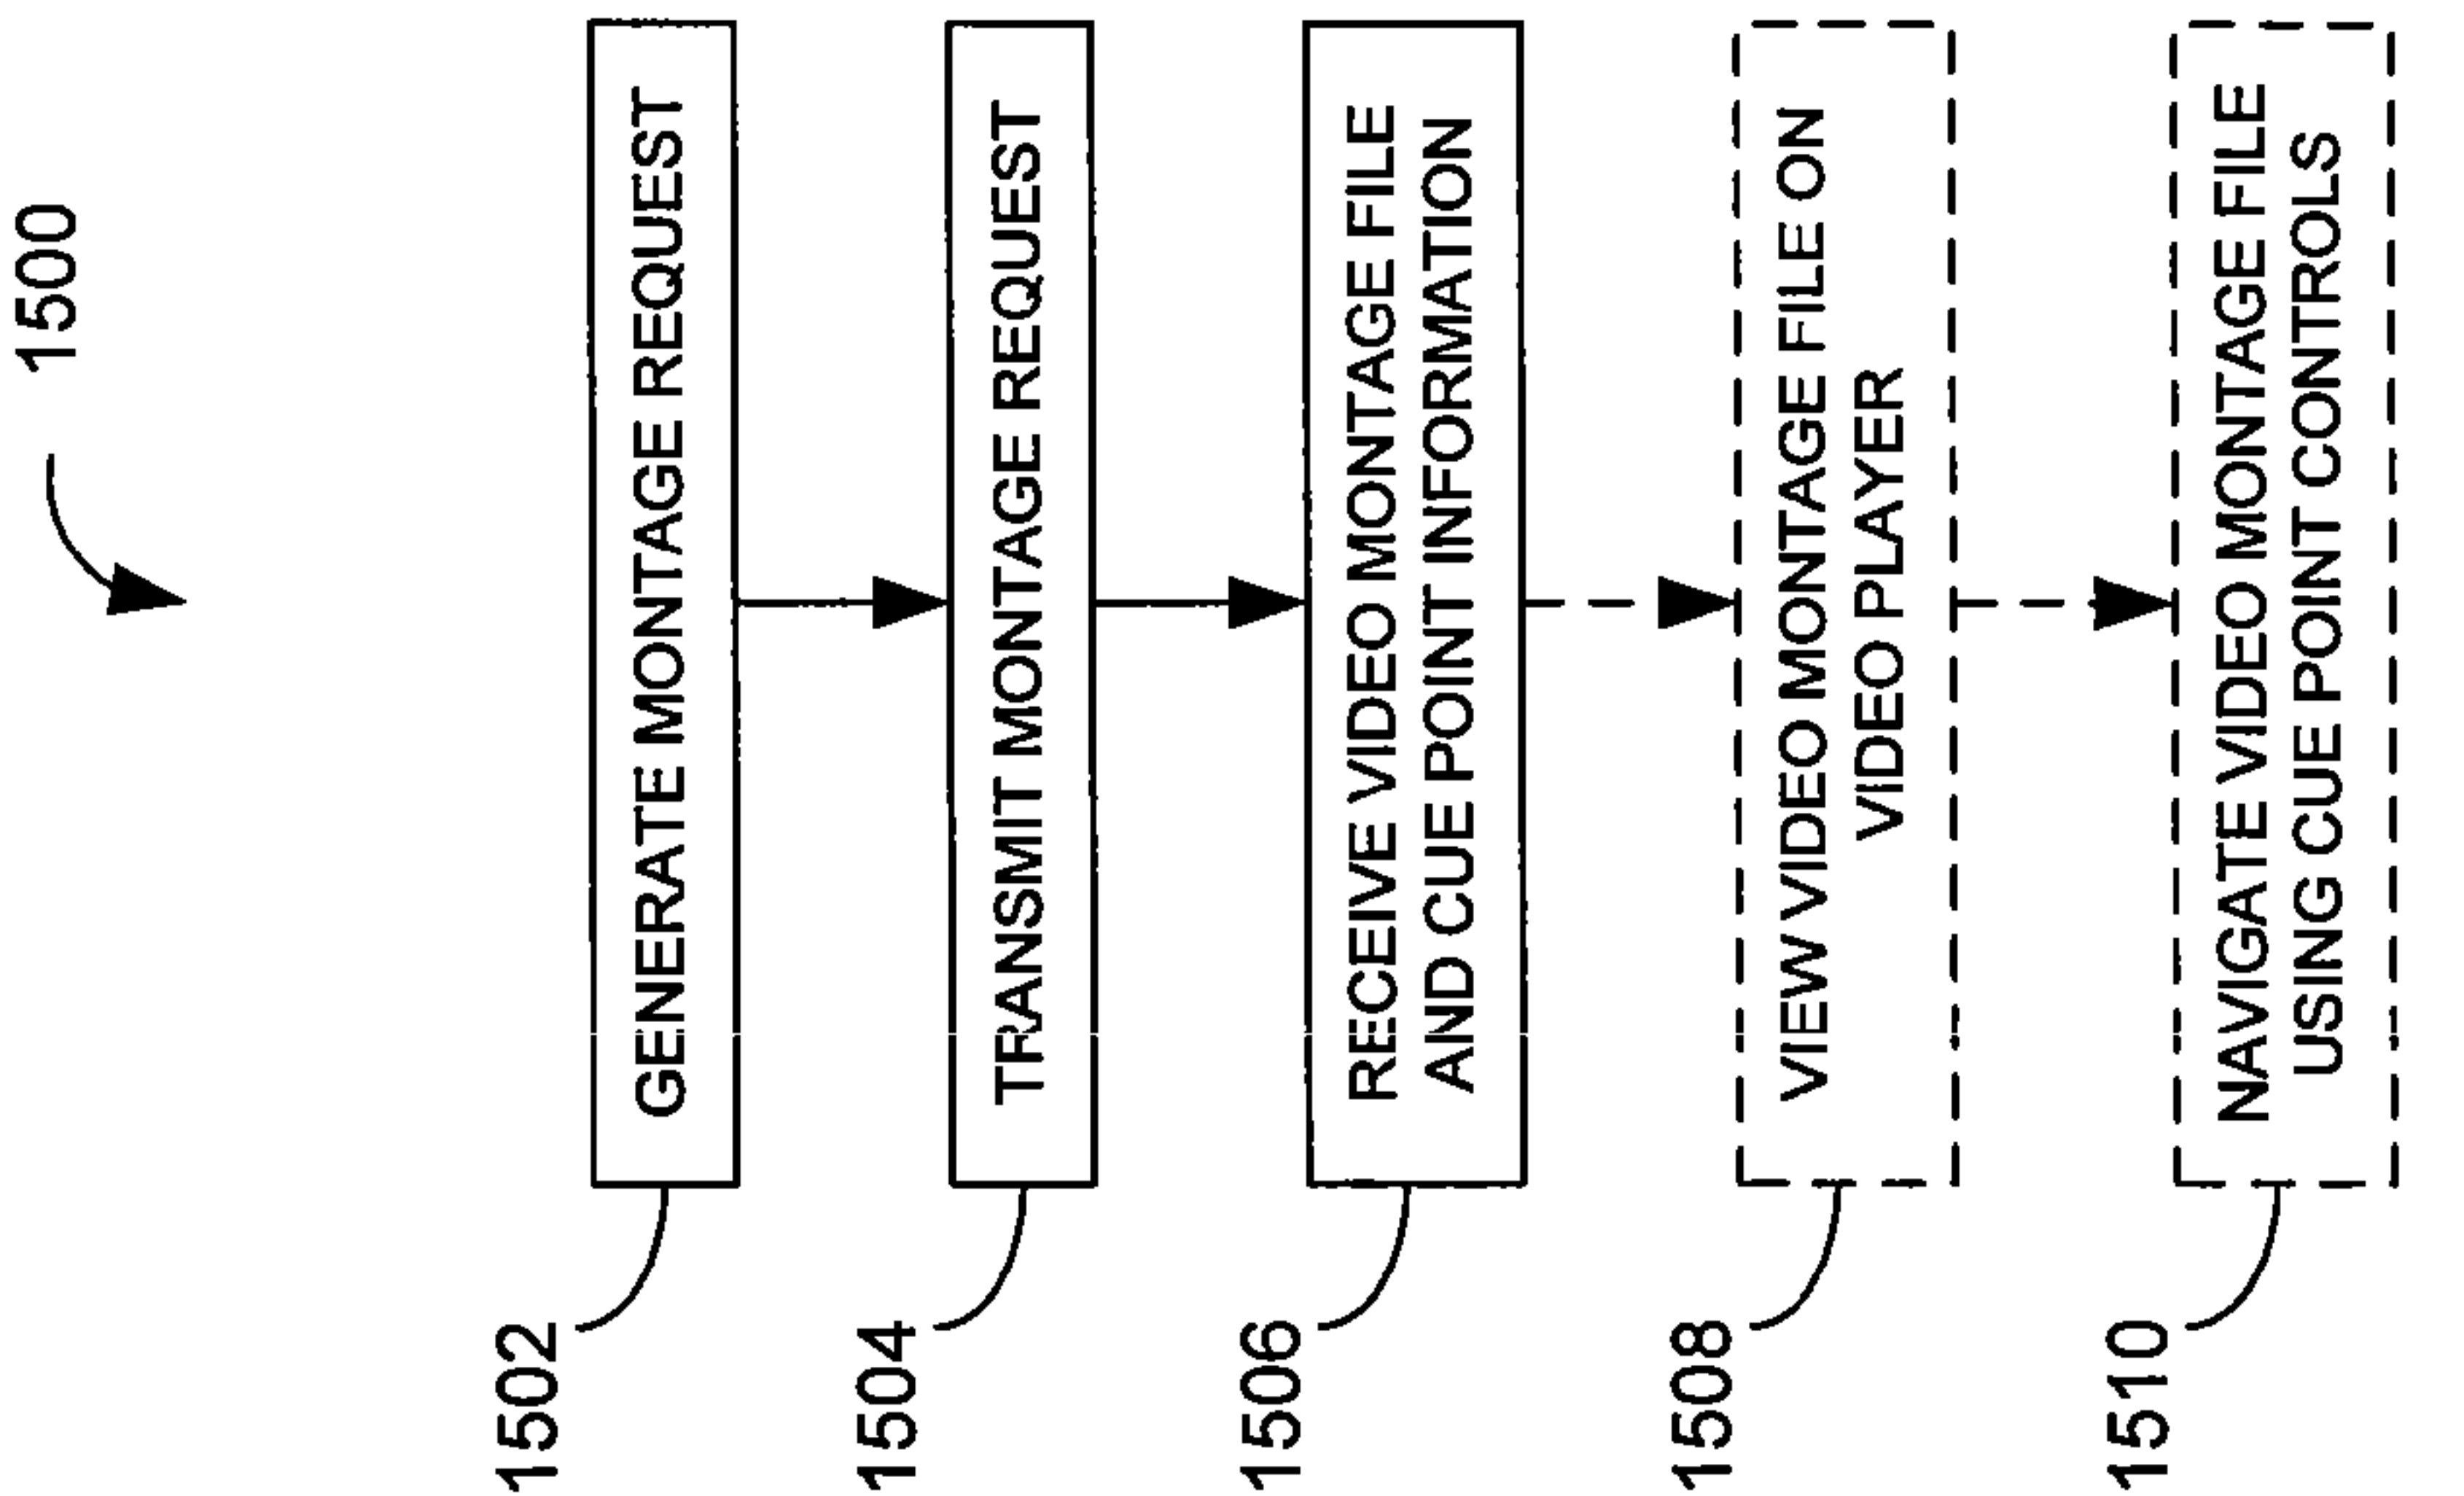 1500
1502
GENERATE MONTAGE REQUEST
1504
TRANSMIT MONTAGE REQUEST
1506
RECEIVE VIDEO MONTAGE FILE
AND CUE POINT INFORMATION
1508
VIEW VIDEO MONTAGE FILE ON
VIDEO PLAYER
1510
NAVIGATE VIDEO MONTAGE FILE
USING CUE POINT CONTROLS